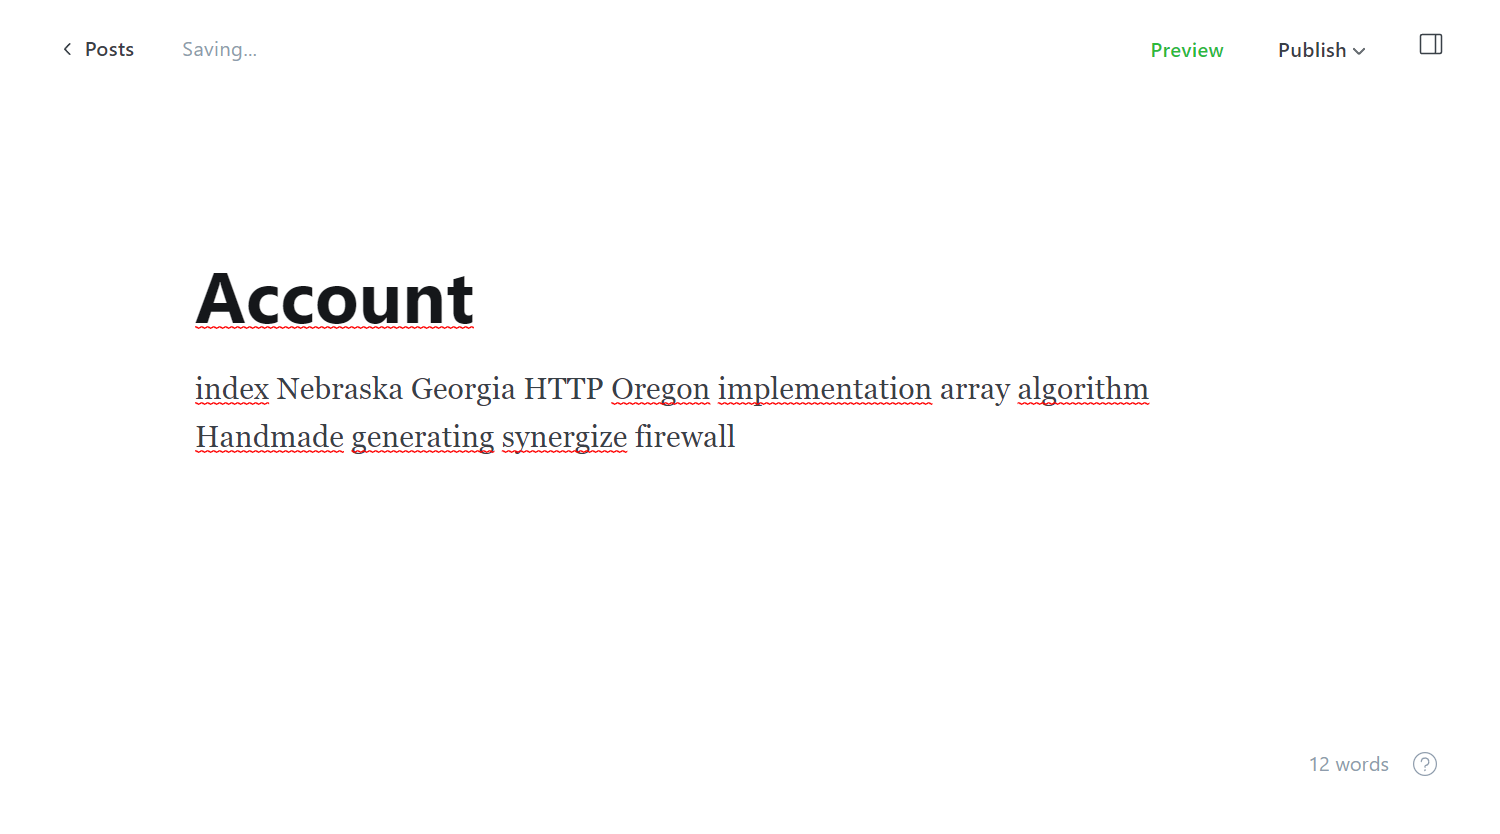 Posts
Saving...
Preview
Publish
Account
index Nebraska Georgia HTTP Oregon implementation array algorithm
Handmade generating synergize firewall
12 words
?